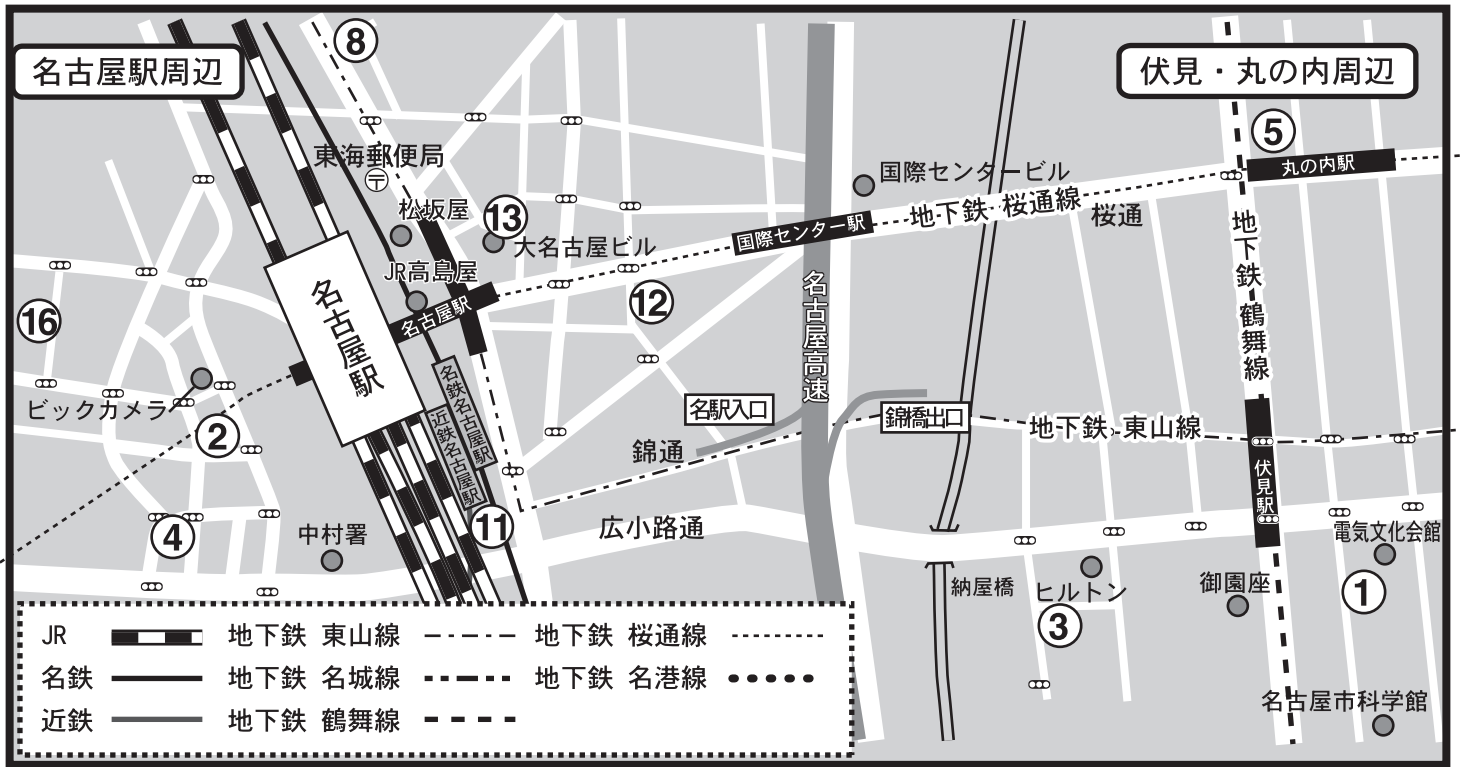 名古屋駅周辺
8
伏見・丸の内周辺
5
東海郵便局
〒
丸の内駅
国際センタービル
松坂屋
13
地下鉄 桜通線
桜通
国際センター駅
大名古屋ビル
地下鉄 鶴舞線
JR高島屋
名古屋駅
名古屋駅
12
名古屋高速
16
名鉄名古屋駅
近鉄名古屋駅
ビックカメラ
2
名駅入口
錦橋出口
地下鉄 東山線
錦通
伏見駅
4
中村署
11
広小路通
電気文化会館
納屋橋
ヒルトン
3
御園座
1
名古屋市科学館
JR
地下鉄 東山線
地下鉄 桜通線
名鉄
地下鉄 名城線
地下鉄 名港線
近鉄
地下鉄 鶴舞線